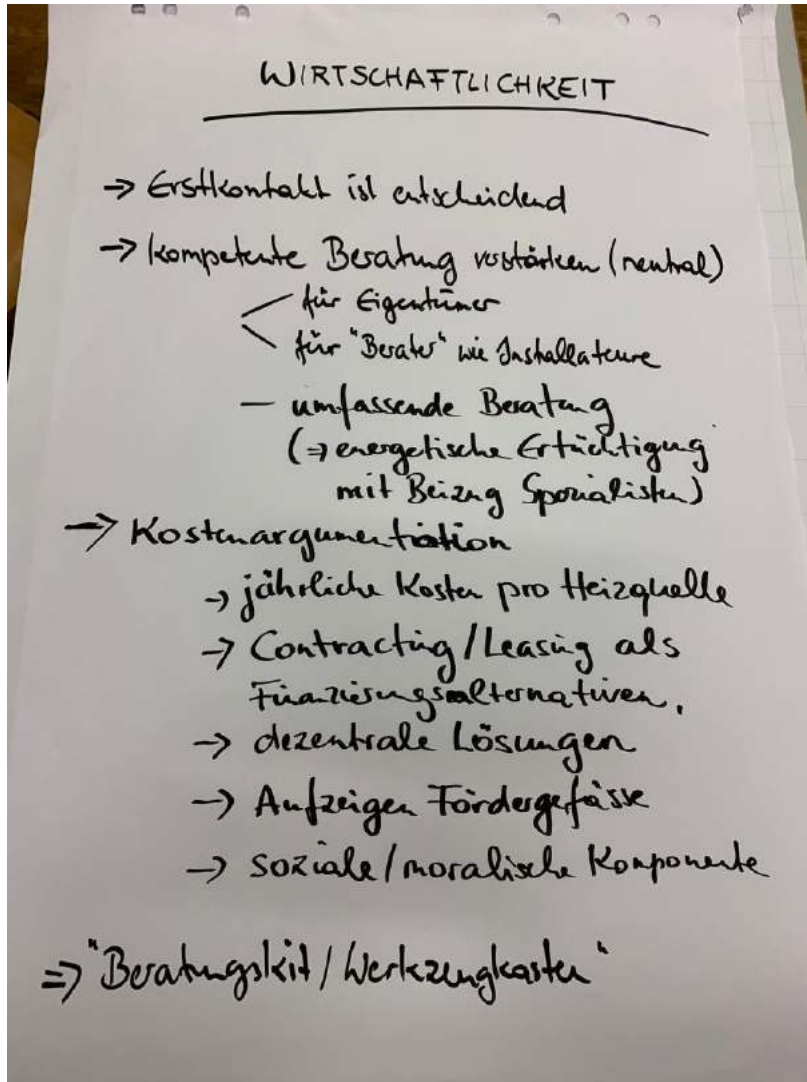 WIRTSCHAFTLICHKEIT
-> Erstkontakt ist entscheidend
-> kompetente Beratung verstärken (neutral)
für Eigentümer
für "Berater" wie Installateure
- umfassende Beratung
(=> energetische Ertüchtigung
mit Beizug Spezialisten)
-> Kostenargumentation
-> jährliche Kosten pro Heizquelle
-> Contracting/Leasing als
Finanzierungsalternativen.
-> dezentrale Lösungen
-> Aufzeigen Fördergefässe
-> soziale/moralische Komponente
=> "Beratungskit/Werkzeugkasten"